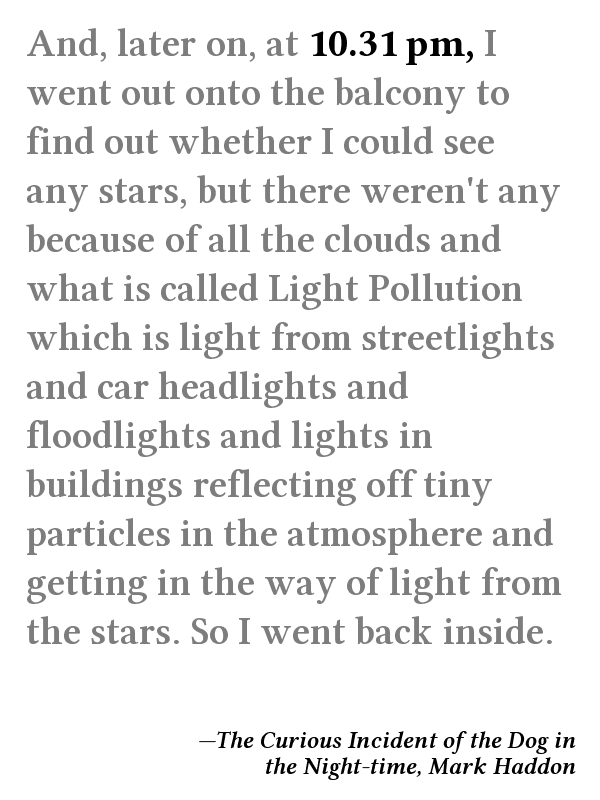 And, later on, at 10.31 pm, I
went out onto the balcony to
find out whether I could see
any stars, but there weren't any
because of all the clouds and
what is called Light Pollution
which is light from streetlights
and car headlights and
floodlights and lights in
buildings reflecting off tiny
particles in the atmosphere and
getting in the way of light from
the stars. So I went back inside.
—The Curious Incident of the Dog in
the Night-time, Mark Haddon